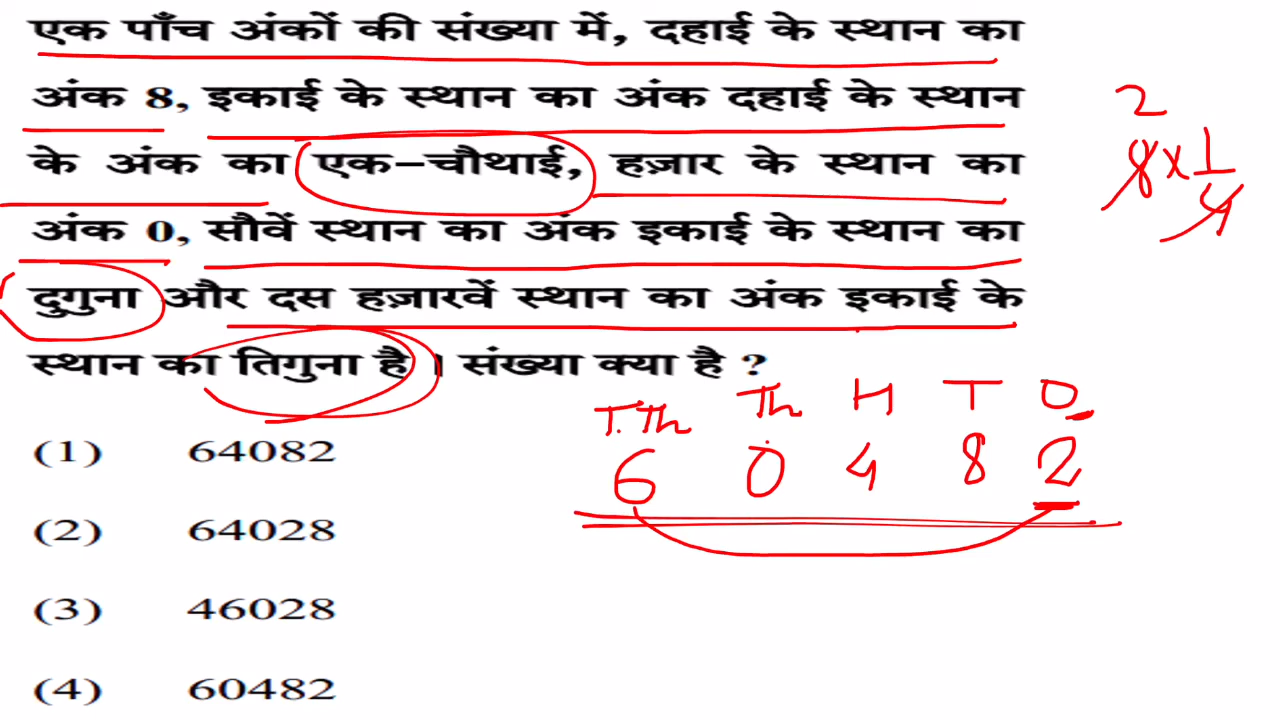 एक पाँच अंकों की संख्या में, दहाई के स्थान का
अंक 8, इकाई के स्थान का अंक दहाई के स्थान
के अंक का एक-चौथाई, हज़ार के स्थान का
अंक 0, सौवें स्थान का अंक इकाई के स्थान का
दुगुना और दस हज़ारवें स्थान का अंक इकाई के
स्थान का तिगुना है । संख्या क्या है ?
2
8 × 1/4
T.Th Th H T O
6 0 4 8 2
(1) 64082
(2) 64028
(3) 46028
(4) 60482